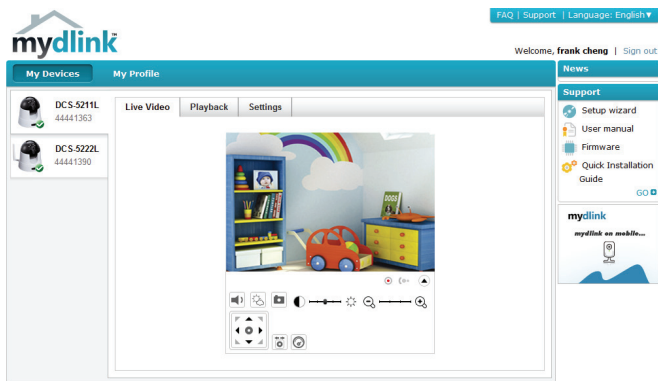 FAQ | Support | Language: English▼
mydlink™
Welcome, frank cheng | Sign out
My Devices
My Profile
DCS-5211L
44441363
DCS-5222L
44441390
Live Video
Playback
Settings
DOGS
News
Support
Setup wizard
User manual
Firmware
Quick Installation
Guide
GO
mydlink
mydlink on mobile...